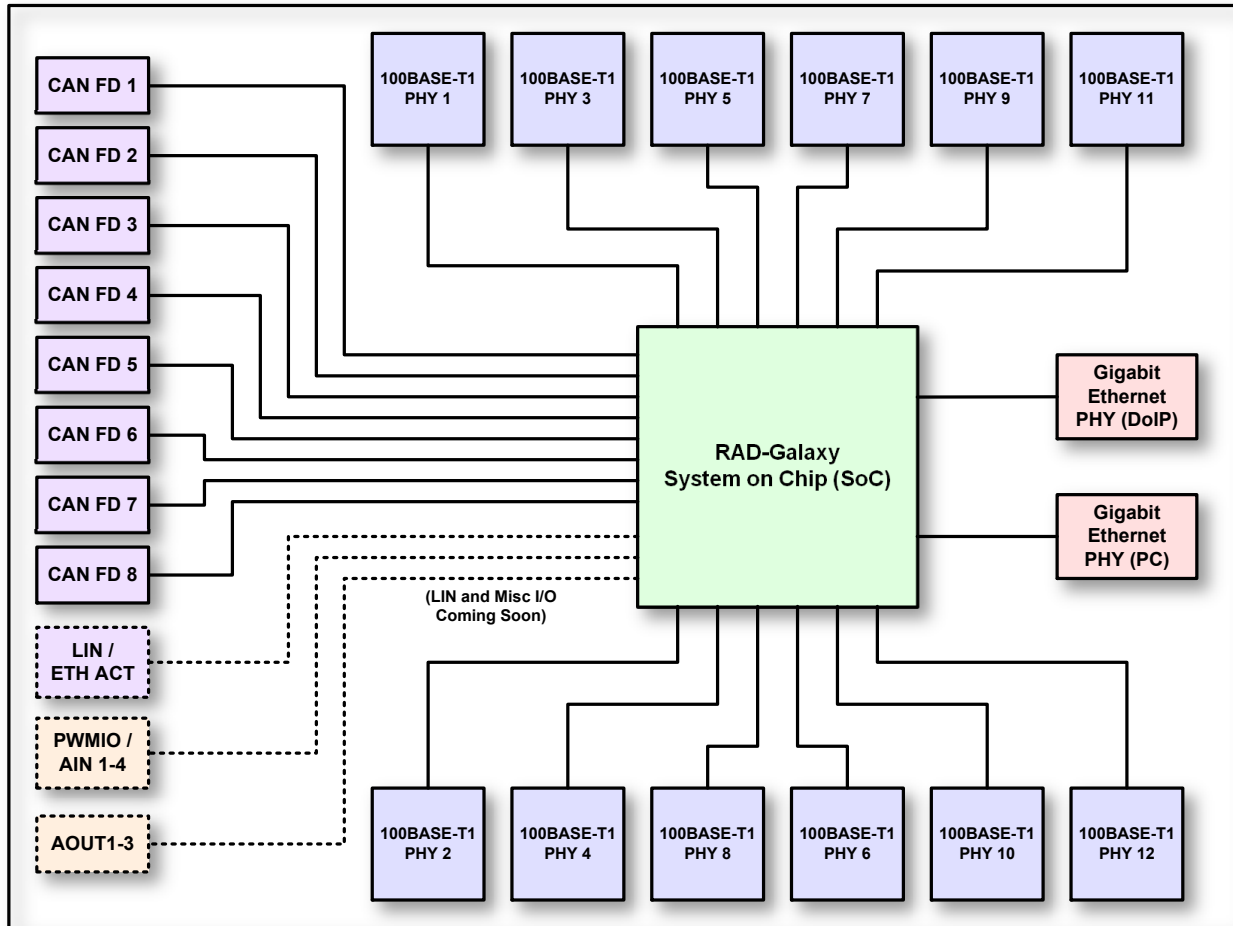 CAN FD 1
CAN FD 2
CAN FD 3
CAN FD 4
CAN FD 5
CAN FD 6
CAN FD 7
CAN FD 8
LIN /
ETH ACT
PWMIO /
AIN 1-4
AOUT1-3
100BASE-T1
PHY 1
100BASE-T1
PHY 3
100BASE-T1
PHY 5
100BASE-T1
PHY 7
100BASE-T1
PHY 9
100BASE-T1
PHY 11
RAD-Galaxy
System on Chip (SoC)
Gigabit
Ethernet
PHY (DoIP)
Gigabit
Ethernet
PHY (PC)
(LIN and Misc I/O
Coming Soon)
100BASE-T1
PHY 2
100BASE-T1
PHY 4
100BASE-T1
PHY 8
100BASE-T1
PHY 6
100BASE-T1
PHY 10
100BASE-T1
PHY 12